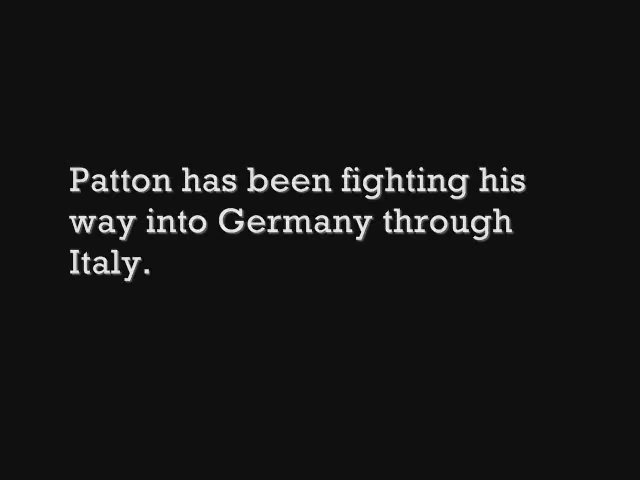 Patton has been fighting his
way into Germany through
Italy.